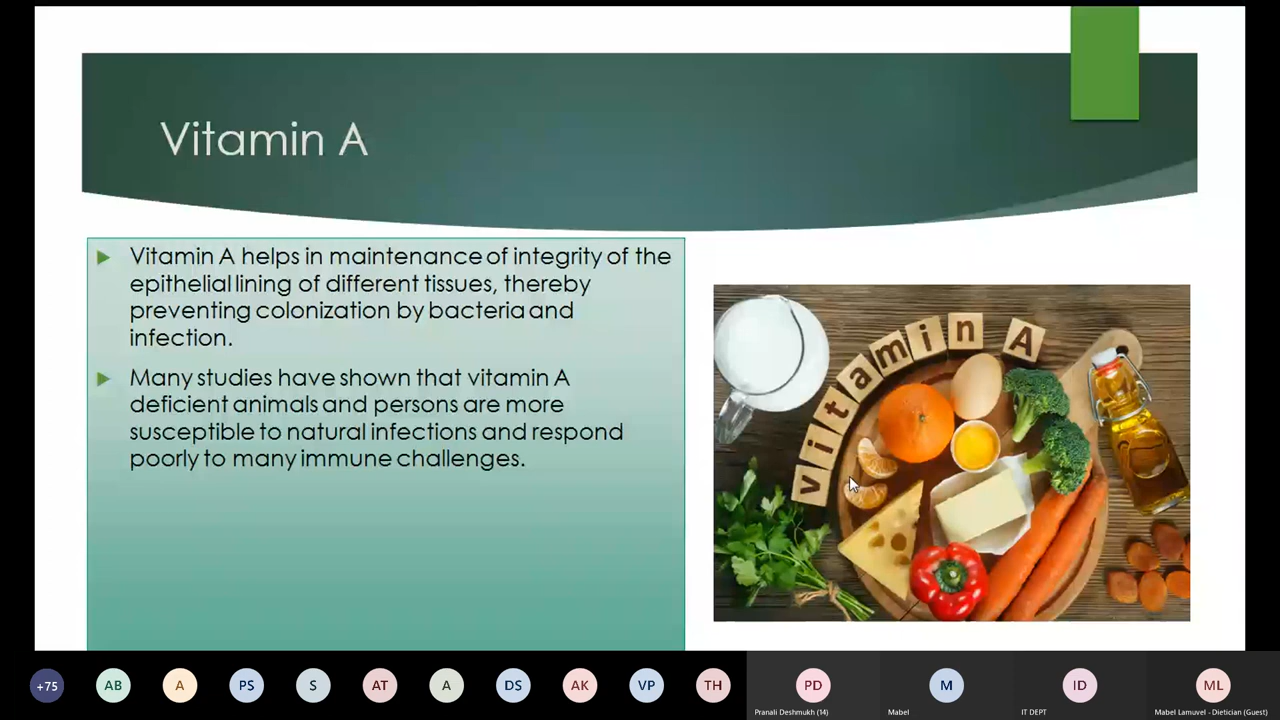 Vitamin A
Vitamin A helps in maintenance of integrity of the
epithelial lining of different tissues, thereby
preventing colonization by bacteria and
infection.
Many studies have shown that vitamin A
deficient animals and persons are more
susceptible to natural infections and respond
poorly to many immune challenges.
vitamin A
+75
AB
A
PS
S
AT
A
DS
AK
VP
TH
PD
M
ID
ML
Pranali Deshmukh (14)
Mabel
IT DEPT
Mabel Lamuvel - Dietician (Guest)